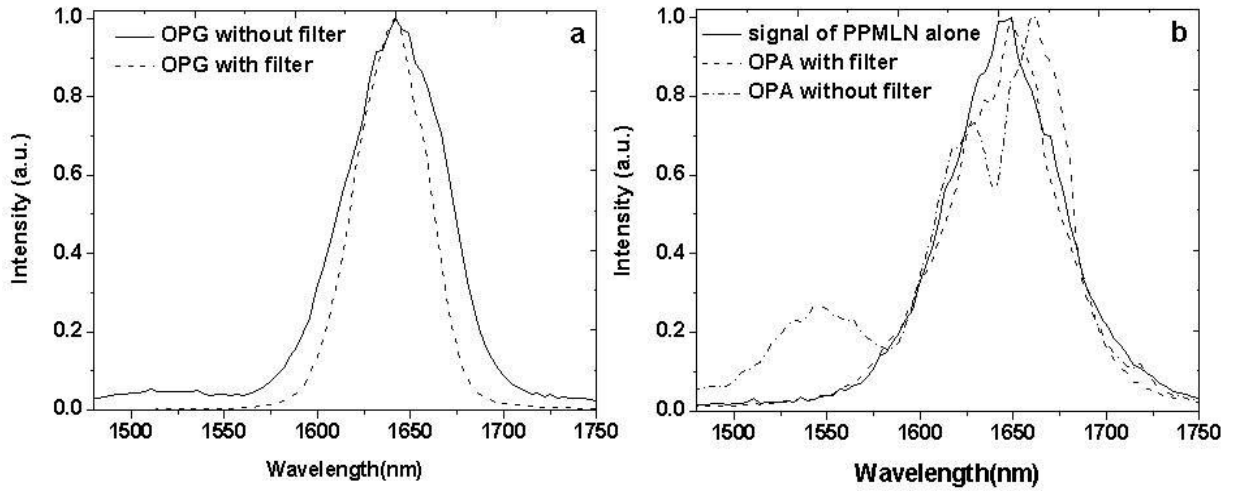 a
OPG without filter
OPG with filter
Intensity (a.u.)
1.0
0.8
0.6
0.4
0.2
0.0
1500 1550 1600 1650 1700 1750
Wavelength(nm)
b
signal of PPMLN alone
OPA with filter
OPA without filter
Intensity (a.u.)
1.0
0.8
0.6
0.4
0.2
0.0
1500 1550 1600 1650 1700 1750
Wavelength(nm)